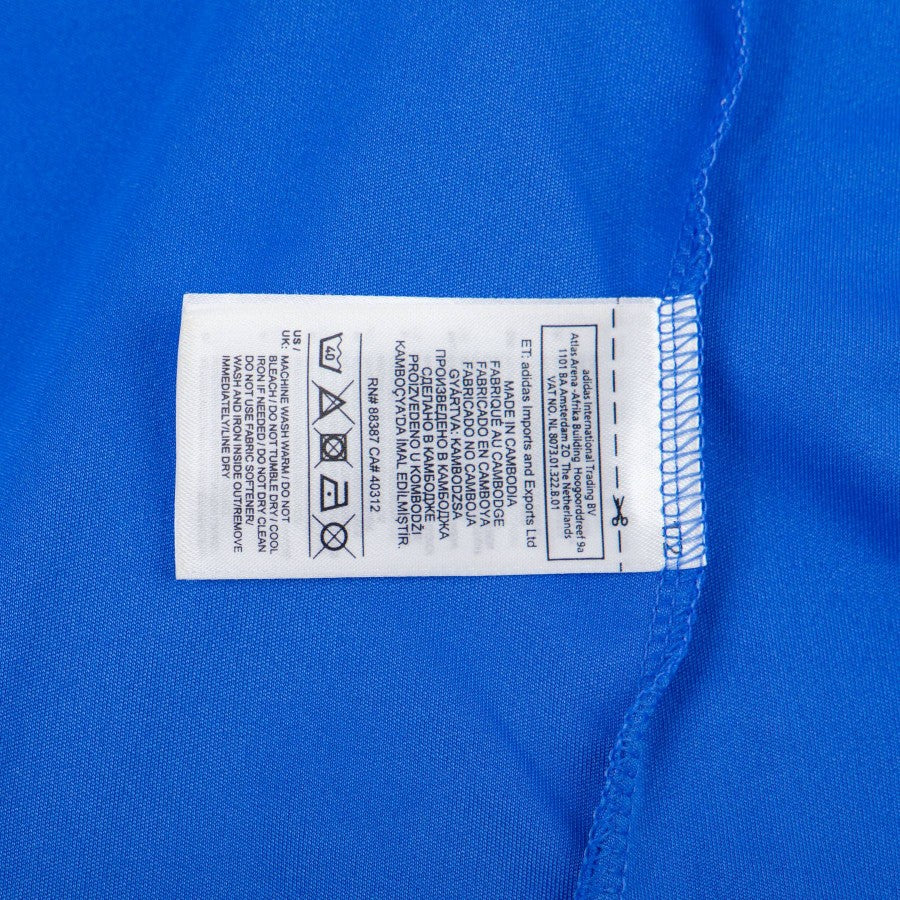 adidas International Trading BV
Atlas Arena -Afrika Building Hoogoorddreef 9a
1101 BA Amsterdam ZO The Netherlands
VAT NO. NL 8073.01.322.B.01
ET: adidas Imports and Exports Ltd
MADE IN CAMBODIA
FABRIQUÉ AU CAMBODGE
FABRICADO EN CAMBOYA
FABRICADO NO CAMBOJA
GYÁRTVA: KAMBODZSA
ПРОИЗВЕДЕНО В КАМБОДЖА
СДЕЛАНО В КАМБОДЖЕ
PROIZVEDENO U KOMBODŽI
KAMBOÇYA'DA İMAL EDİLMİŞTİR.
RN# 88387 CA# 40312
40
US /
UK: MACHINE WASH WARM / DO NOT
BLEACH / DO NOT TUMBLE DRY / COOL
IRON IF NEEDED / DO NOT DRY CLEAN
DO NOT USE FABRIC SOFTENER/
WASH AND IRON INSIDE OUT/REMOVE
IMMEDIATELY/LINE DRY